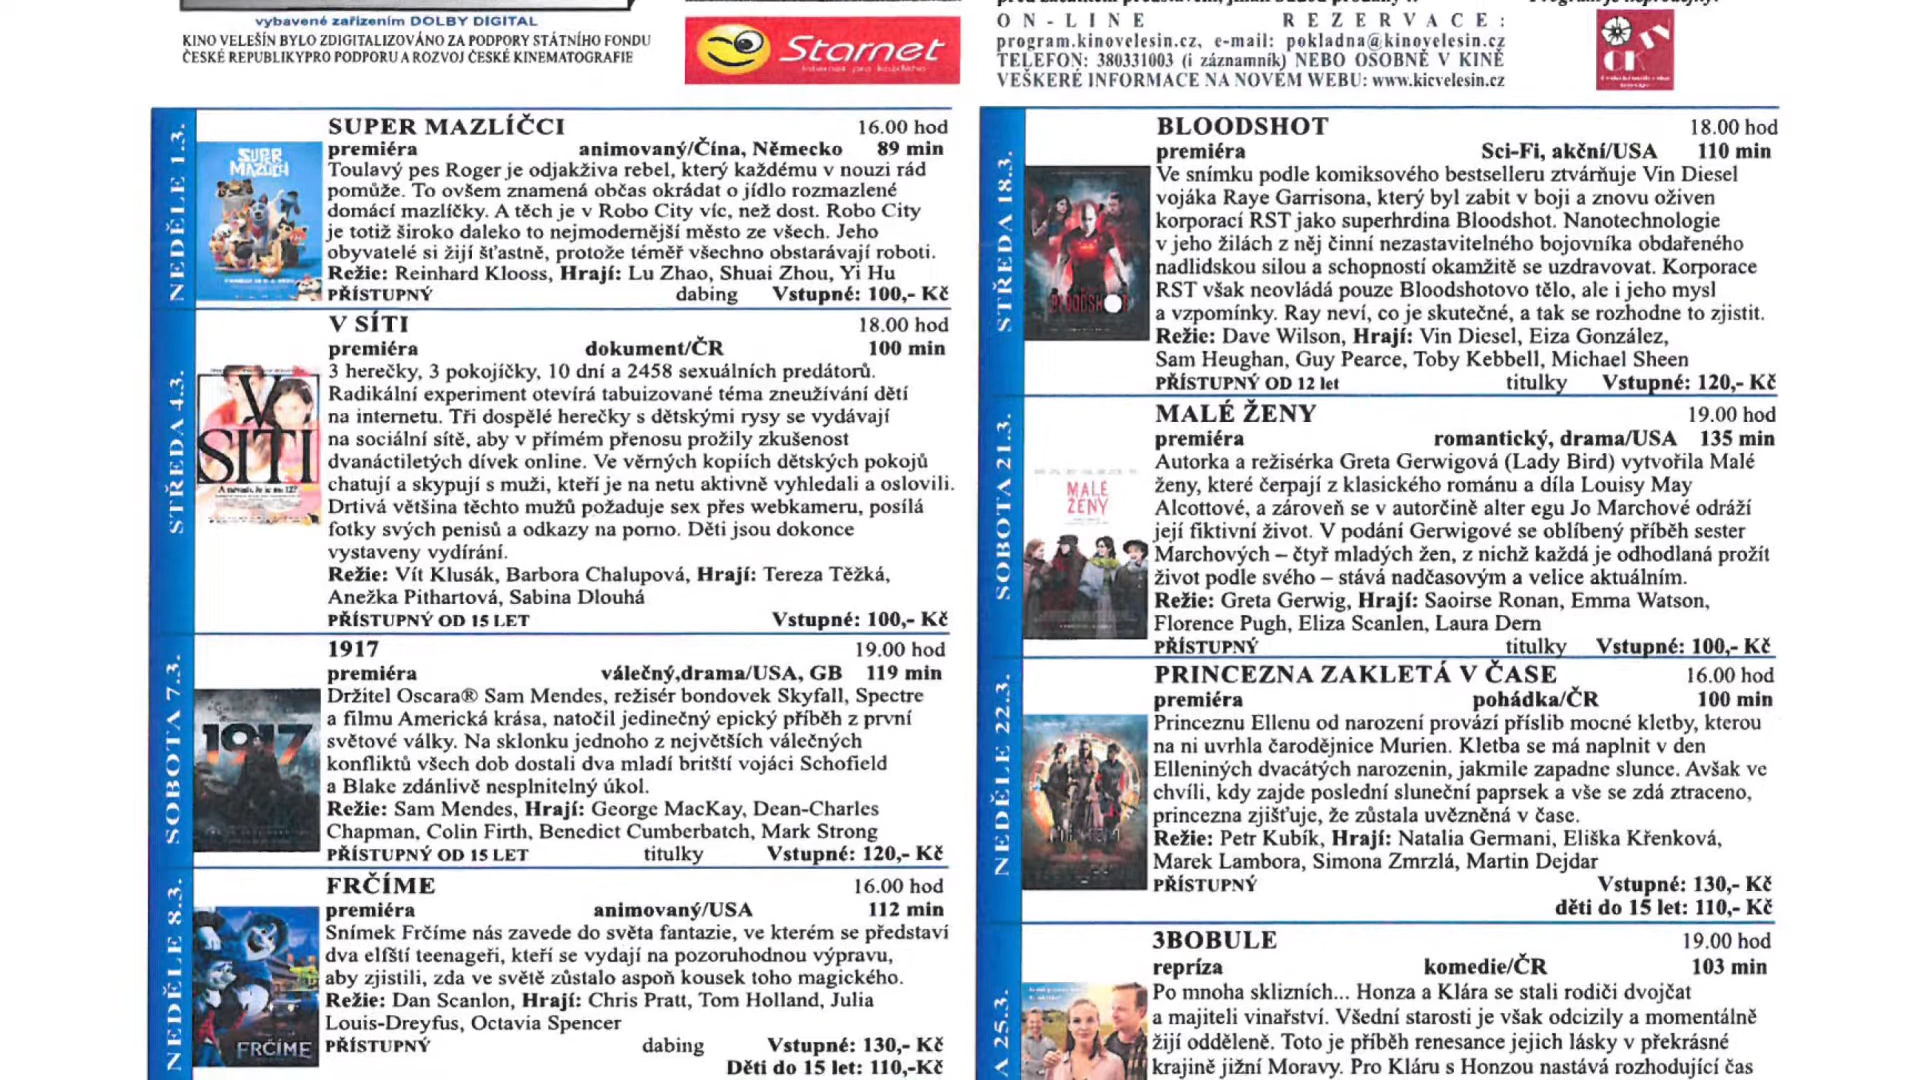 vybavené zařízením DOLBY DIGITAL
KINO VELEŠÍN BYLO ZDIGITALIZOVÁNO ZA PODPORY STÁTNÍHO FONDU
ČESKÉ REPUBLIKYPRO PODPORU A ROZVOJ ČESKÉ KINEMATOGRAFIE
Starnet
ON-LINE REZERVACE:
program.kinovelesin.cz, e-mail: pokladna@kinovelesin.cz
TELEFON: 380331003 (i záznamník) NEBO OSOBNĚ V KINĚ
VEŠKERÉ INFORMACE NA NOVÉM WEBU: www.kicvelesin.cz
CK TV
NEDĚLE 1.3.
SUPER MAZLÍČCI 16.00 hod
premiéra animovaný/Čína, Německo 89 min
Toulavý pes Roger je odjakživa rebel, který každému v nouzi rád
pomůže. To ovšem znamená občas okrádat o jídlo rozmazlené
domácí mazlíčky. A těch je v Robo City víc, než dost. Robo City
je totiž široko daleko to nejmodernější město ze všech. Jeho
obyvatelé si žijí šťastně, protože téměř všechno obstarávají roboti.
Režie: Reinhard Klooss, Hrají: Lu Zhao, Shuai Zhou, Yi Hu
PŘÍSTUPNÝ dabing Vstupné: 100,- Kč
STŘEDA 4.3.
V SÍTI 18.00 hod
premiéra dokument/ČR 100 min
3 herečky, 3 pokojíčky, 10 dní a 2458 sexuálních predátorů.
Radikální experiment otevírá tabuizované téma zneužívání dětí
na internetu. Tři dospělé herečky s dětskými rysy se vydávají
na sociální sítě, aby v přímém přenosu prožily zkušenost
dvanáctiletých dívek online. Ve věrných kopiích dětských pokojů
chatují a skypují s muži, kteří je na netu aktivně vyhledali a oslovili.
Drtivá většina těchto mužů požaduje sex přes webkameru, posílá
fotky svých penisů a odkazy na porno. Děti jsou dokonce
vystaveny vydírání.
Režie: Vít Klusák, Barbora Chalupová, Hrají: Tereza Těžká,
Anežka Pithartová, Sabina Dlouhá
PŘÍSTUPNÝ OD 15 LET Vstupné: 100,- Kč
SOBOTA 7.3.
1917 19.00 hod
premiéra válečný,drama/USA, GB 119 min
Držitel Oscara® Sam Mendes, režisér bondovek Skyfall, Spectre
a filmu Americká krása, natočil jedinečný epický příběh z první
světové války. Na sklonku jednoho z největších válečných
konfliktů všech dob dostali dva mladí britští vojáci Schofield
a Blake zdánlivě nesplnitelný úkol.
Režie: Sam Mendes, Hrají: George MacKay, Dean-Charles
Chapman, Colin Firth, Benedict Cumberbatch, Mark Strong
PŘÍSTUPNÝ OD 15 LET titulky Vstupné: 120,- Kč
NEDĚLE 8.3.
FRČÍME 16.00 hod
premiéra animovaný/USA 112 min
Snímek Frčíme nás zavede do světa fantazie, ve kterém se představí
dva elfští teenageři, kteří se vydají na pozoruhodnou výpravu,
aby zjistili, zda ve světě zůstalo aspoň kousek toho magického.
Režie: Dan Scanlon, Hrají: Chris Pratt, Tom Holland, Julia
Louis-Dreyfus, Octavia Spencer
PŘÍSTUPNÝ dabing Vstupné: 130,- Kč
Děti do 15 let: 110,-Kč
SUPER
MAZLÍČCI
V
SÍTI
1917
FRČÍME
STŘEDA 18.3.
BLOODSHOT 18.00 hod
premiéra Sci-Fi, akční/USA 110 min
Ve snímku podle komiksového bestselleru ztvárňuje Vin Diesel
vojáka Raye Garrisona, který byl zabit v boji a znovu oživen
korporací RST jako superhrdina Bloodshot. Nanotechnologie
v jeho žilách z něj činní nezastavitelného bojovníka obdařeného
nadlidskou silou a schopností okamžitě se uzdravovat. Korporace
RST však neovládá pouze Bloodshotovo tělo, ale i jeho mysl
a vzpomínky. Ray neví, co je skutečné, a tak se rozhodne to zjistit.
Režie: Dave Wilson, Hrají: Vin Diesel, Eiza González,
Sam Heughan, Guy Pearce, Toby Kebbell, Michael Sheen
PŘÍSTUPNÝ OD 12 let titulky Vstupné: 120,- Kč
SOBOTA 21.3.
MALÉ ŽENY 19.00 hod
premiéra romantický, drama/USA 135 min
Autorka a režisérka Greta Gerwigová (Lady Bird) vytvořila Malé
ženy, které čerpají z klasického románu a díla Louisy May
Alcottové, a zároveň se v autorčině alter egu Jo Marchové odráží
její fiktivní život. V podání Gerwigové se oblíbený příběh sester
Marchových – čtyř mladých žen, z nichž každá je odhodlaná prožít
život podle svého – stává nadčasovým a velice aktuálním.
Režie: Greta Gerwig, Hrají: Saoirse Ronan, Emma Watson,
Florence Pugh, Eliza Scanlen, Laura Dern
PŘÍSTUPNÝ titulky Vstupné: 100,- Kč
NEDĚLE 22.3.
PRINCEZNA ZAKLETÁ V ČASE 16.00 hod
premiéra pohádka/ČR 100 min
Princeznu Ellenu od narození provází příslib mocné kletby, kterou
na ni uvrhla čarodějnice Murien. Kletba se má naplnit v den
Elleniných dvacátých narozenin, jakmile zapadne slunce. Avšak ve
chvíli, kdy zajde poslední sluneční paprsek a vše se zdá ztraceno,
princezna zjišťuje, že zůstala uvězněná v čase.
Režie: Petr Kubík, Hrají: Natalia Germani, Eliška Křenková,
Marek Lambora, Simona Zmrzlá, Martin Dejdar
PŘÍSTUPNÝ Vstupné: 130,- Kč
děti do 15 let: 110,- Kč
A 25.3.
3BOBULE 19.00 hod
repríza komedie/ČR 103 min
Po mnoha sklizních... Honza a Klára se stali rodiči dvojčat
a majiteli vinařství. Všední starosti je však odcizily a momentálně
žijí odděleně. Toto je příběh renesance jejich lásky v překrásné
krajině jižní Moravy. Pro Kláru s Honzou nastává rozhodující čas
BLOODSHOT
MALÉ
ŽENY